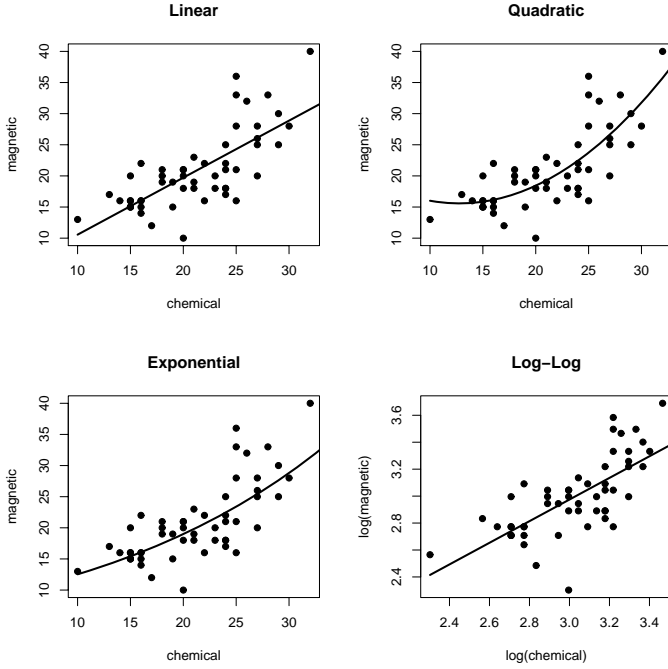 Linear
magnetic
10 15 20 25 30 35 40
10 15 20 25 30
chemical
Quadratic
magnetic
10 15 20 25 30 35 40
10 15 20 25 30
chemical
Exponential
magnetic
10 15 20 25 30 35 40
10 15 20 25 30
chemical
Log−Log
log(magnetic)
2.4 2.8 3.2 3.6
2.4 2.6 2.8 3.0 3.2 3.4
log(chemical)